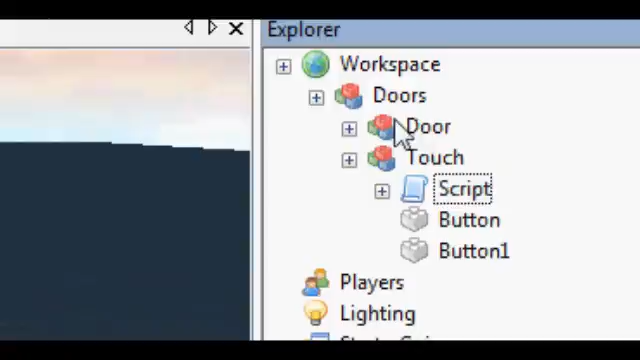 Explorer
Workspace
Doors
Door
Touch
Script
Button
Button1
Players
Lighting